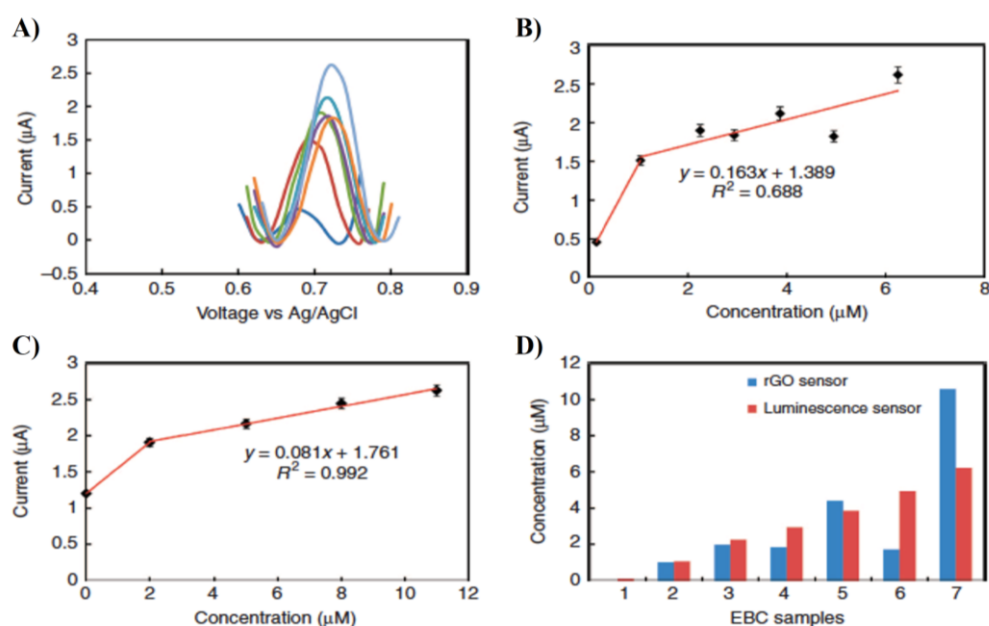 A)
3
2.5
2
1.5
1
0.5
0
−0.5
0.4 0.5 0.6 0.7 0.8 0.9
Current (µA)
Voltage vs Ag/AgCl
B)
3
2.5
2
1.5
1
0.5
0
0 2 4 6 8
Current (µA)
y = 0.163x + 1.389
R² = 0.688
Concentration (µM)
C)
3
2.5
2
1.5
1
0.5
0
0 2 4 6 8 10 12
Current (µA)
y = 0.081x + 1.761
R² = 0.992
Concentration (µM)
D)
12
10
8
6
4
2
0
1 2 3 4 5 6 7
Concentration (µM)
rGO sensor
Luminescence sensor
EBC samples